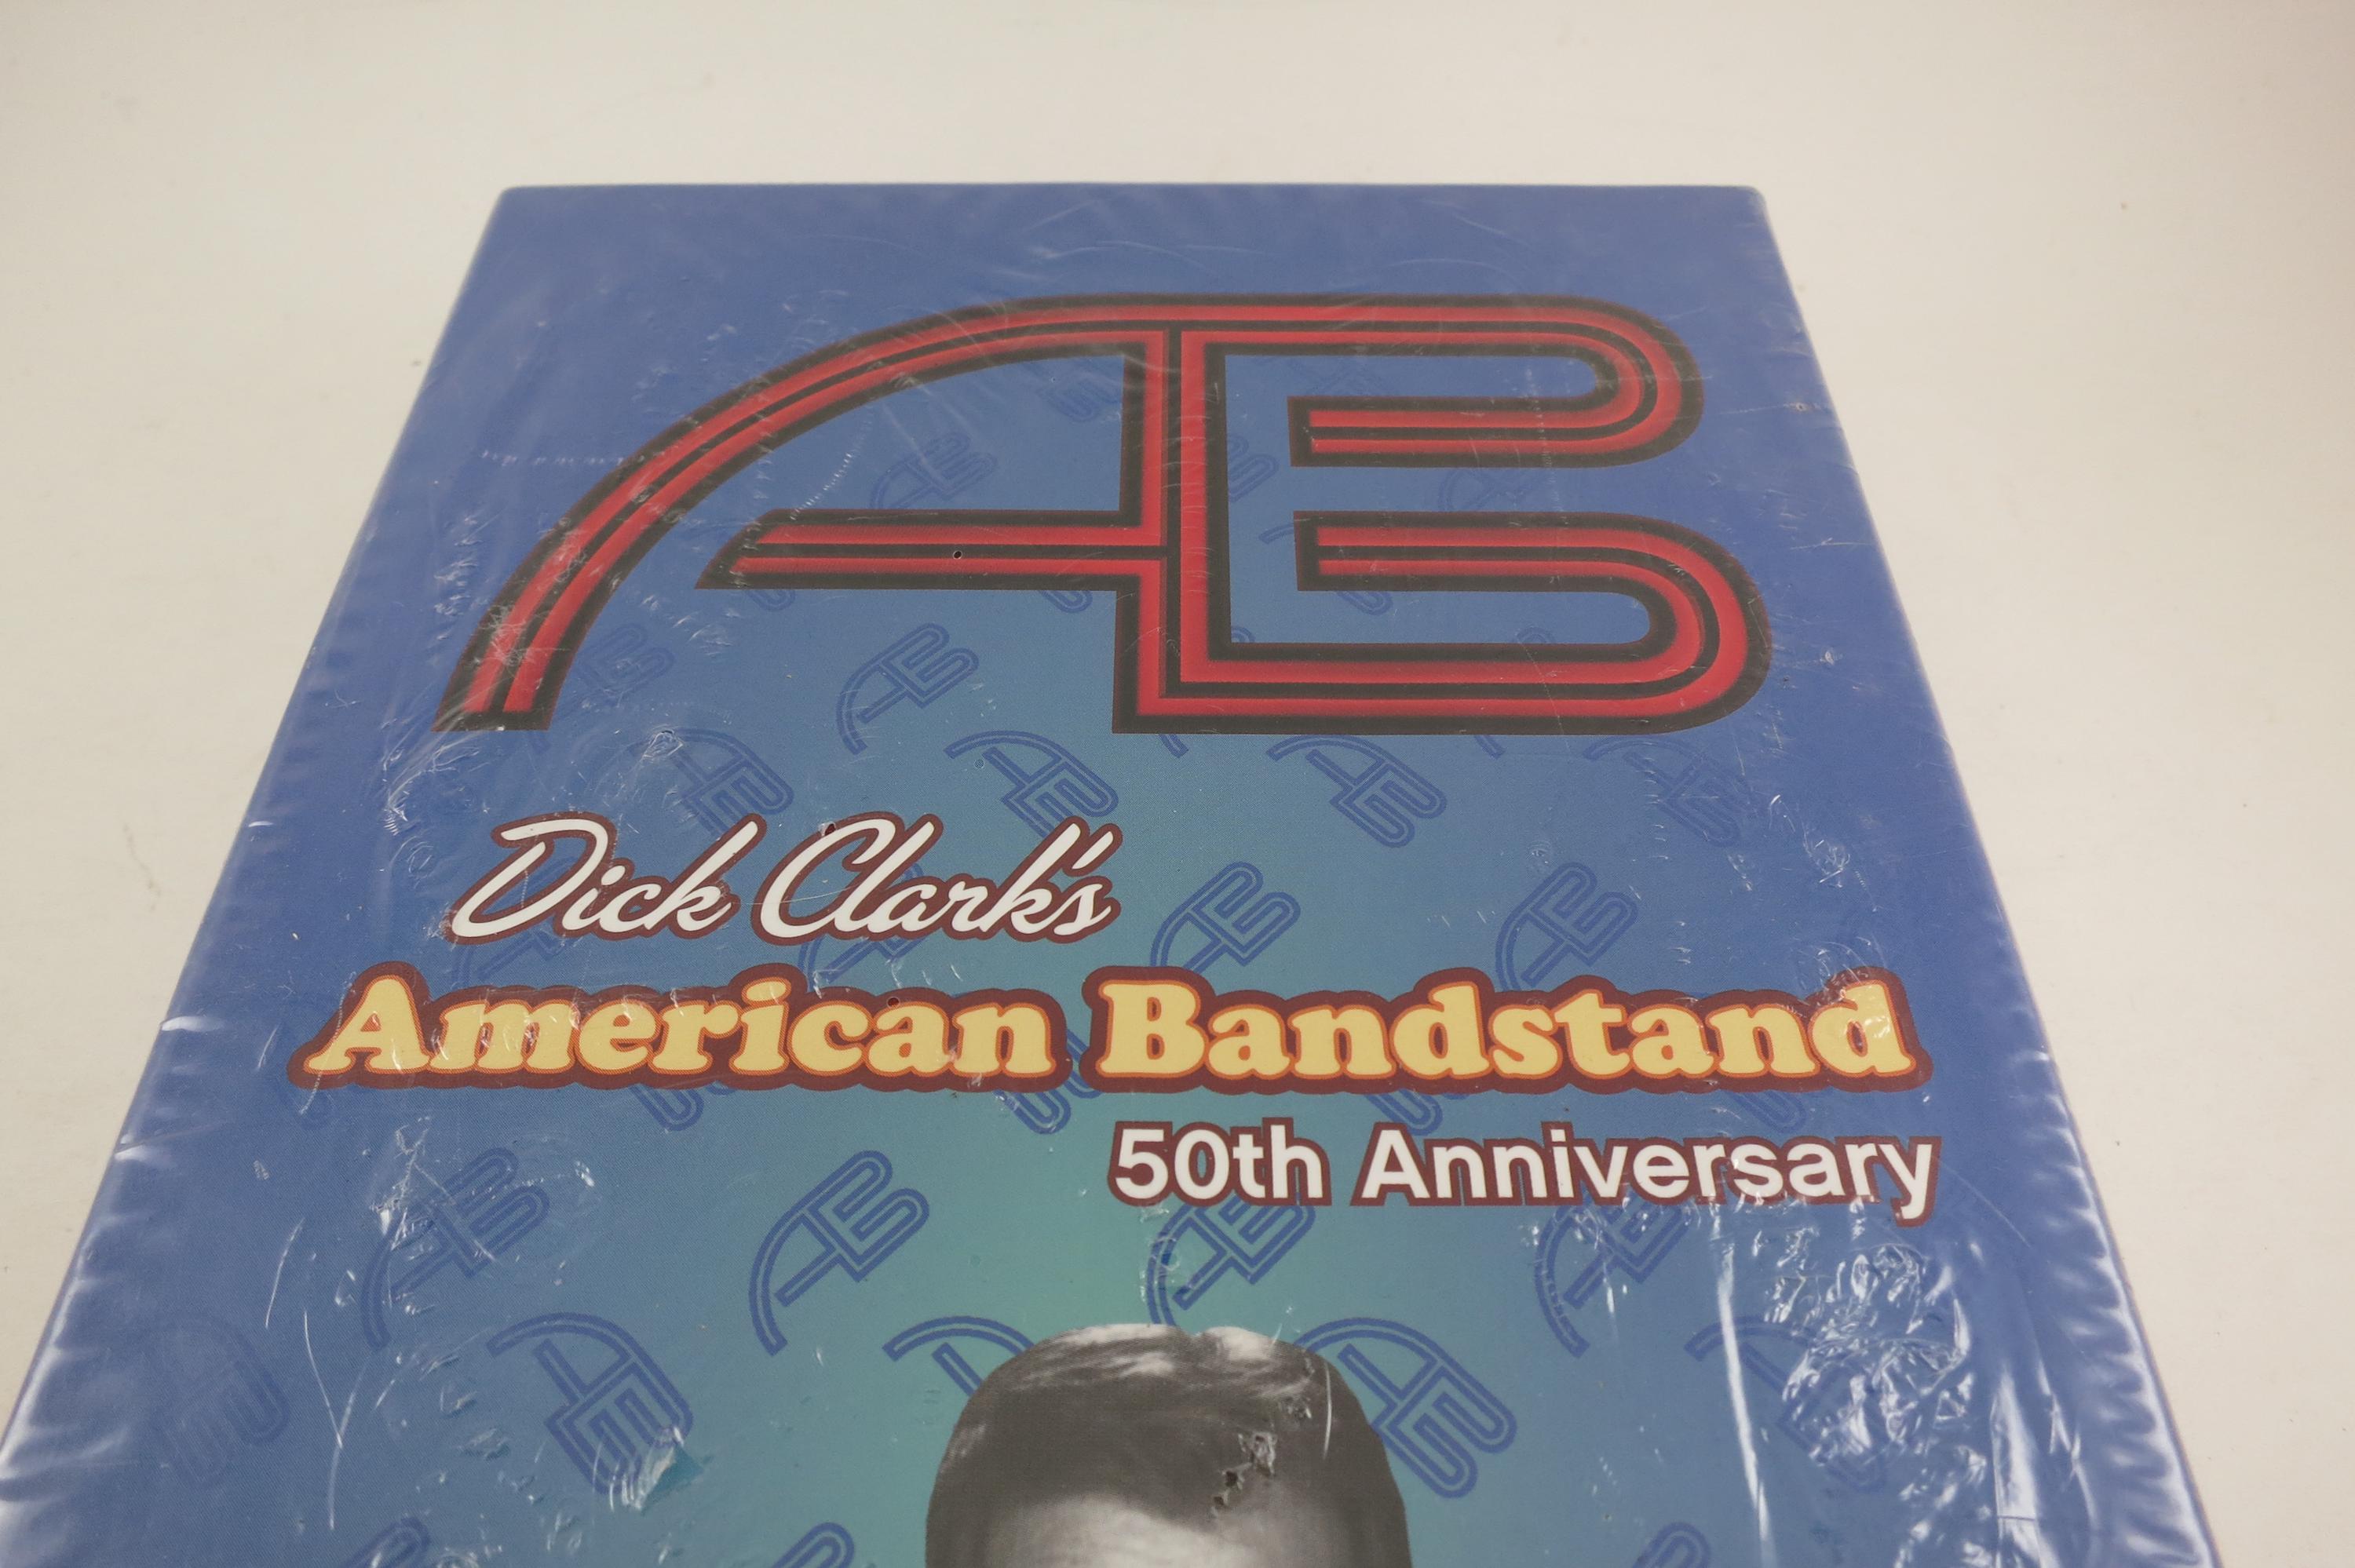 AB
Dick Clark's
American Bandstand
50th Anniversary